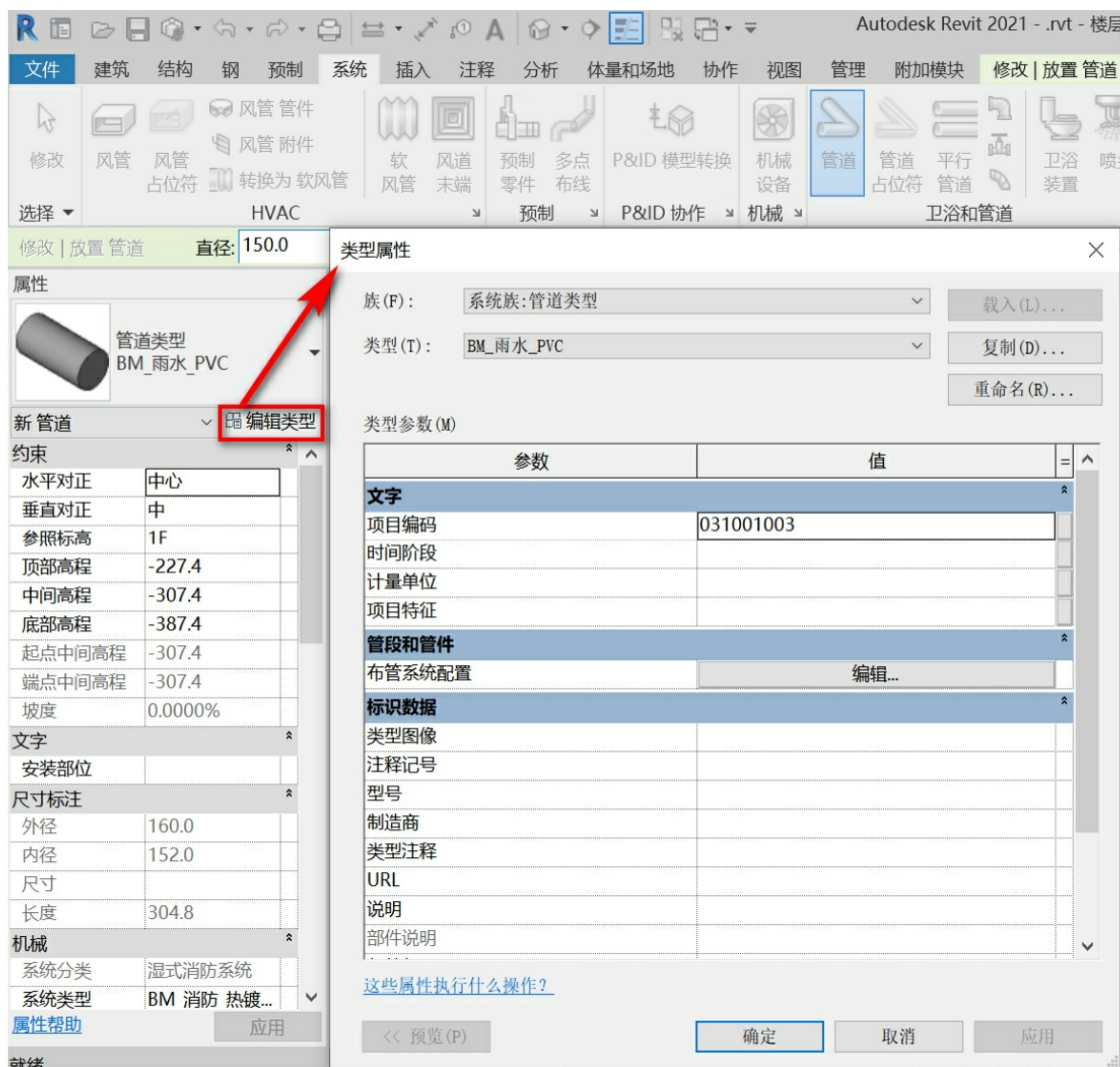 Autodesk Revit 2021 - .rvt - 楼层
文件 建筑 结构 钢 预制 系统 插入 注释 分析 体量和场地 协作 视图 管理 附加模块 修改 | 放置 管道
风管 管件
风管 附件
转换为 软风管
修改 风管 风管 占位符 软 风管 风道 末端 预制 零件 多点 布线 P&ID 模型转换 机械 设备 管道 管道 占位符 平行 管道 卫浴 装置
选择 HVAC 预制 P&ID 协作 机械 卫浴和管道
修改 | 放置 管道 直径: 150.0
属性
管道类型
BM_雨水_PVC
新 管道 编辑类型
约束
水平对正 中心
垂直对正 中
参照标高 1F
顶部高程 -227.4
中间高程 -307.4
底部高程 -387.4
起点中间高程 -307.4
端点中间高程 -307.4
坡度 0.0000%
文字
安装部位
尺寸标注
外径 160.0
内径 152.0
尺寸
长度 304.8
机械
系统分类 湿式消防系统
系统类型 BM 消防 热镀...
属性帮助 应用
就绪
类型属性
族(F): 系统族:管道类型 载入(L)...
类型(T): BM_雨水_PVC 复制(D)...
重命名(R)...
类型参数(M)
参数 值 =
文字
项目编码 031001003
时间阶段
计量单位
项目特征
管段和管件
布管系统配置 编辑...
标识数据
类型图像
注释记号
型号
制造商
类型注释
URL
说明
部件说明
这些属性执行什么操作?
<< 预览(P) 确定 取消 应用